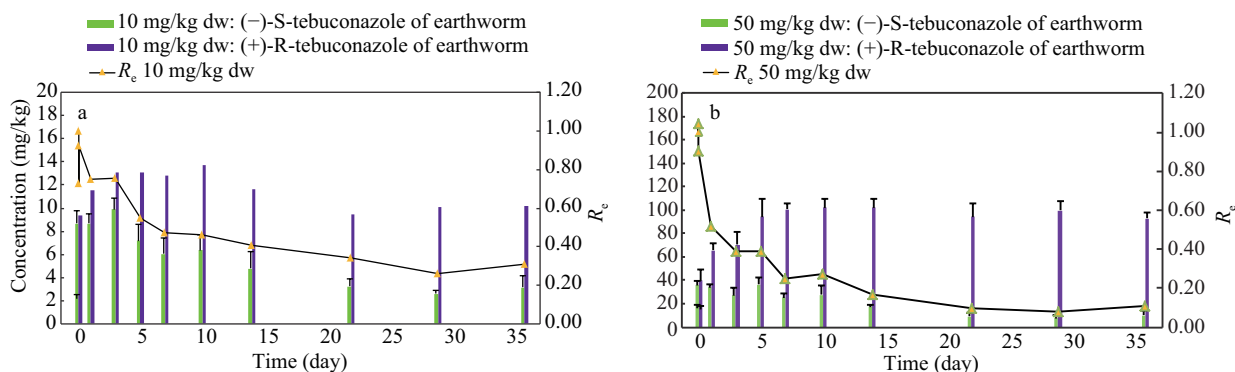 10 mg/kg dw: (−)-S-tebuconazole of earthworm
10 mg/kg dw: (+)-R-tebuconazole of earthworm
Re 10 mg/kg dw
a
Concentration (mg/kg)
20
18
16
14
12
10
8
6
4
2
0
1.20
1.00
0.80
0.60
0.40
0.20
0.00
Re
0 5 10 15 20 25 30 35
Time (day)
50 mg/kg dw: (−)-S-tebuconazole of earthworm
50 mg/kg dw: (+)-R-tebuconazole of earthworm
Re 50 mg/kg dw
b
200
180
160
140
120
100
80
60
40
20
0
1.20
1.00
0.80
0.60
0.40
0.20
0.00
Re
0 5 10 15 20 25 30 35
Time (day)